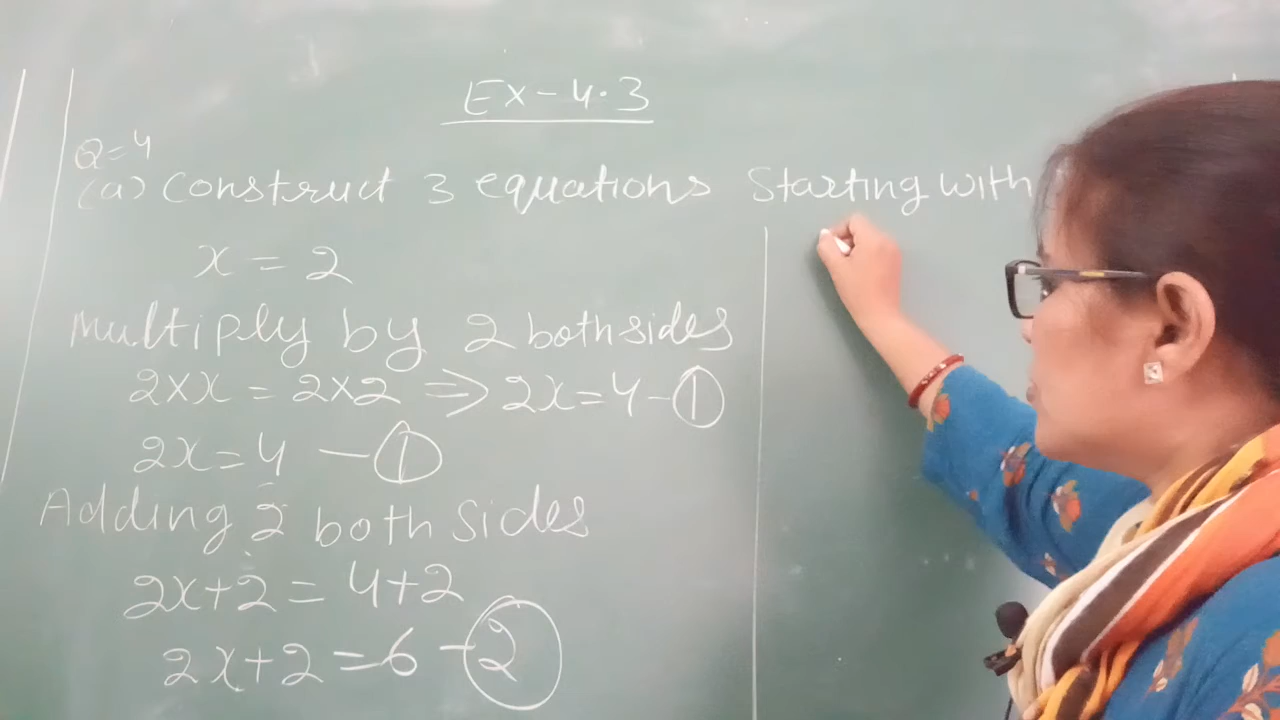 Ex-4.3
Q=4
(a) Construct 3 equations Starting with
x = 2
Multiply by 2 both sides
2×x = 2×2 ⇒ 2x=4-①
2x=4 -①
Adding 2 both sides
2x+2=4+2
2x+2=6-②